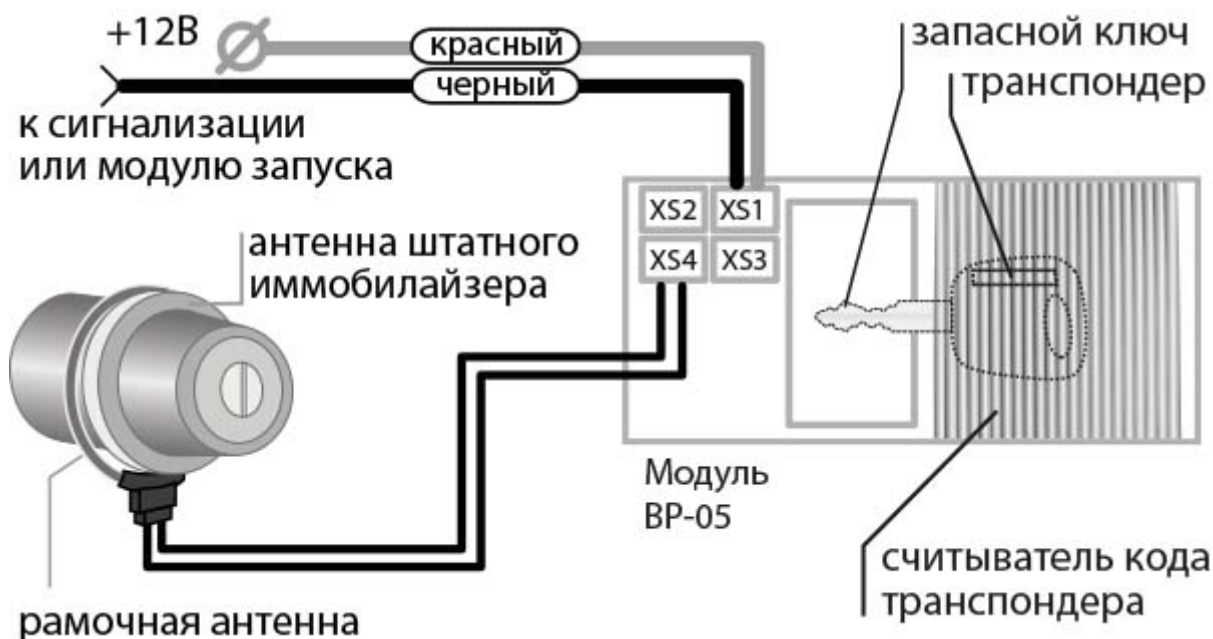 +12В
красный
черный
к сигнализации
или модулю запуска
запасной ключ
транспондер
антенна штатного
иммобилайзера
XS2
XS1
XS4
XS3
Модуль
BP-05
считыватель кода
транспондера
рамочная антенна